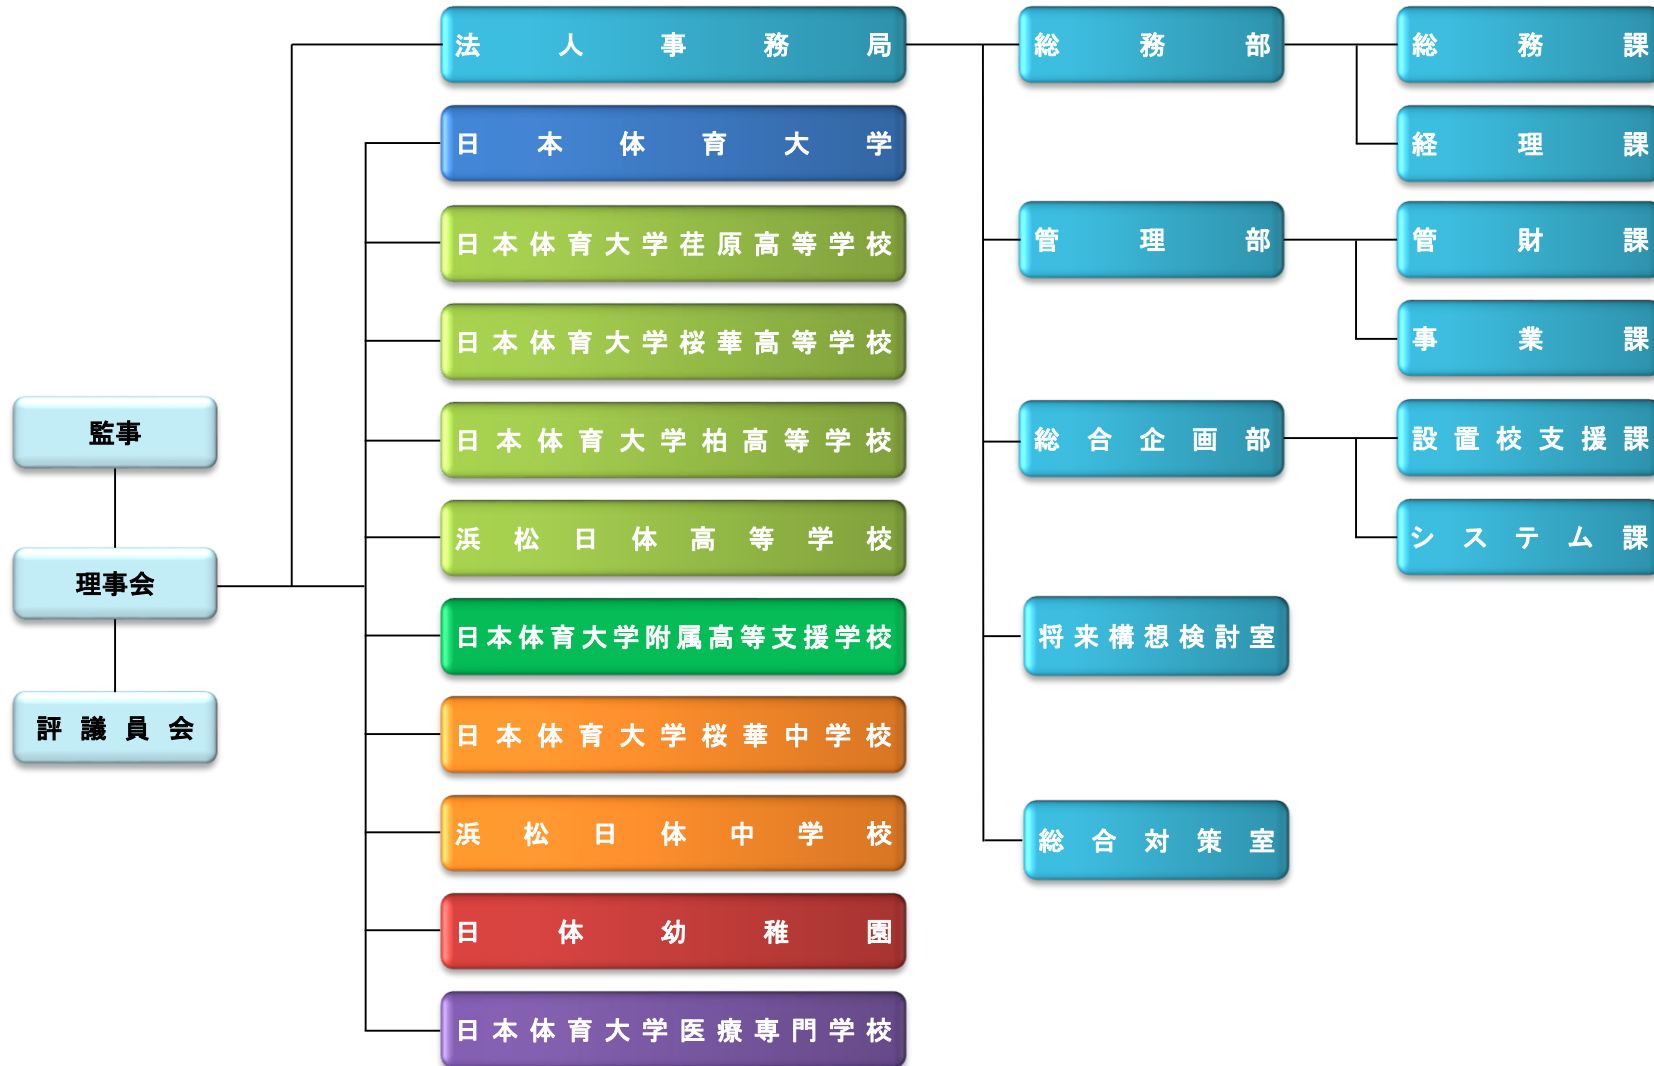 監事
理事会
評議員会
法人事務局
日本体育大学
日本体育大学荏原高等学校
日本体育大学桜華高等学校
日本体育大学柏高等学校
浜松日体高等学校
日本体育大学附属高等支援学校
日本体育大学桜華中学校
浜松日体中学校
日体幼稚園
日本体育大学医療専門学校
総務部
管理部
総合企画部
将来構想検討室
総合対策室
総務課
経理課
管財課
事業課
設置校支援課
システム課